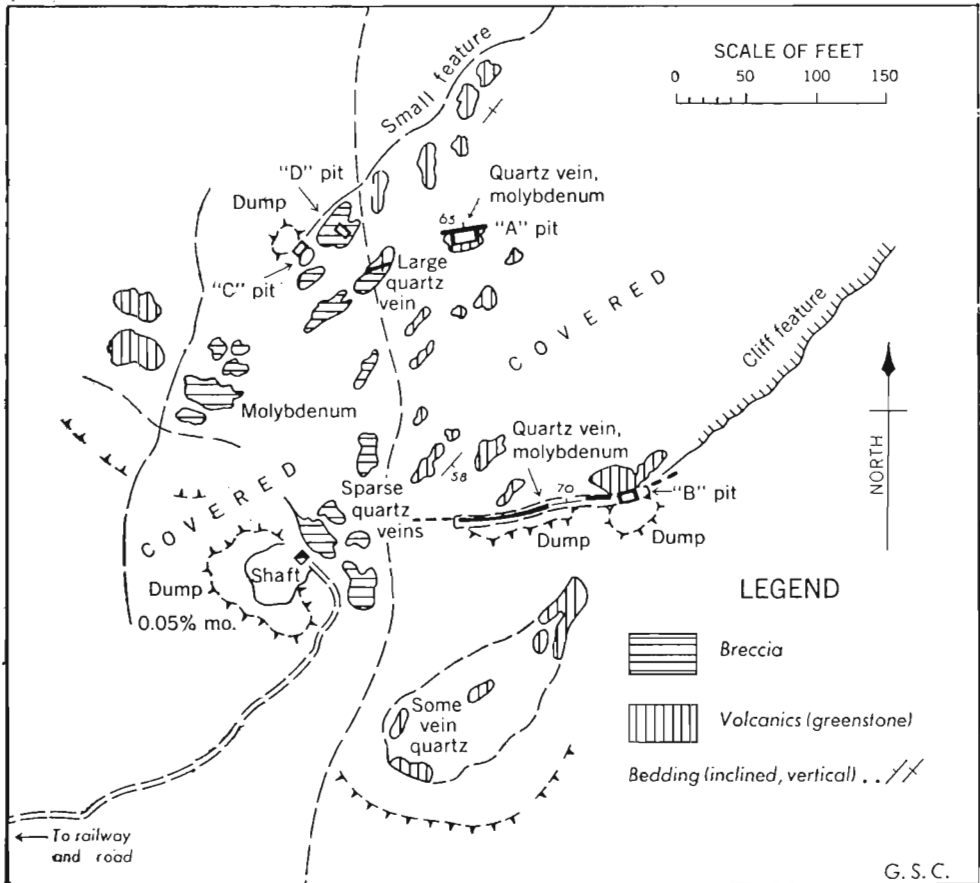 SCALE OF FEET
0 50 100 150
Small feature
"D" pit
Dump
Quartz vein,
molybdenum
65
"A" pit
"C" pit
Large
quartz
vein
COVERED
Cliff feature
Molybdenum
NORTH
Quartz vein,
molybdenum
58
70
"B" pit
Sparse
quartz
veins
COVERED
Dump
Dump
Shaft
Dump
0.05% mo.
LEGEND
Breccia
Volcanics (greenstone)
Bedding (inclined, vertical) . .
Some
vein
quartz
To railway
and road
G. S. C.